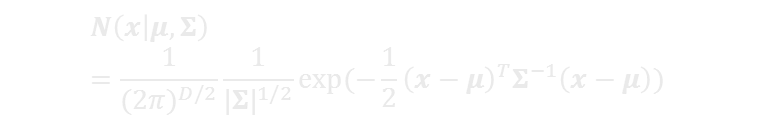 N(x|μ, Σ)
= 1/(2π)^{D/2} 1/|Σ|^{1/2} exp(−1/2 (x − μ)^T Σ^{−1} (x − μ))